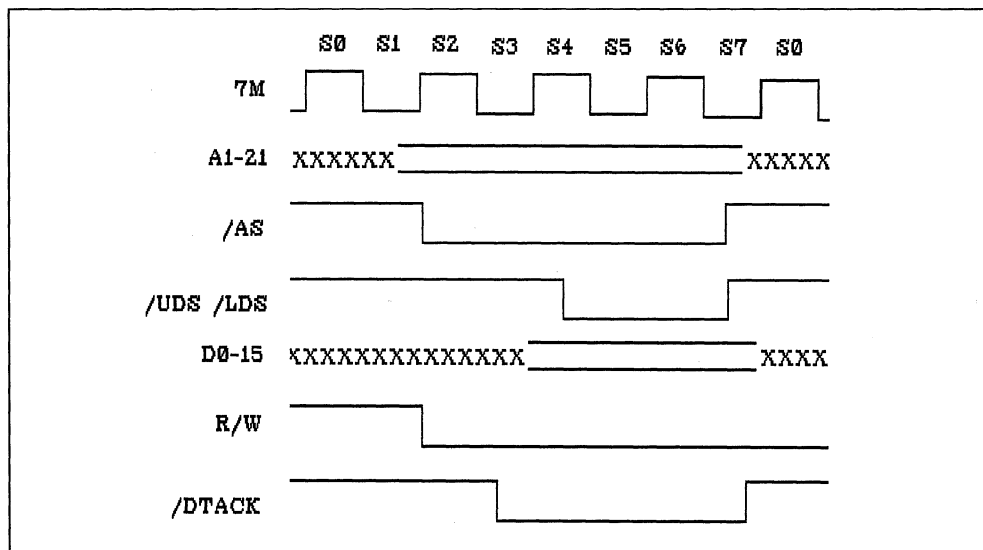 S0 S1 S2 S3 S4 S5 S6 S7 S0
7M
A1-21 XXXXXX XXXXX
/AS
/UDS /LDS
D0-15 XXXXXXXXXXXXXX XXXX
R/W
/DTACK